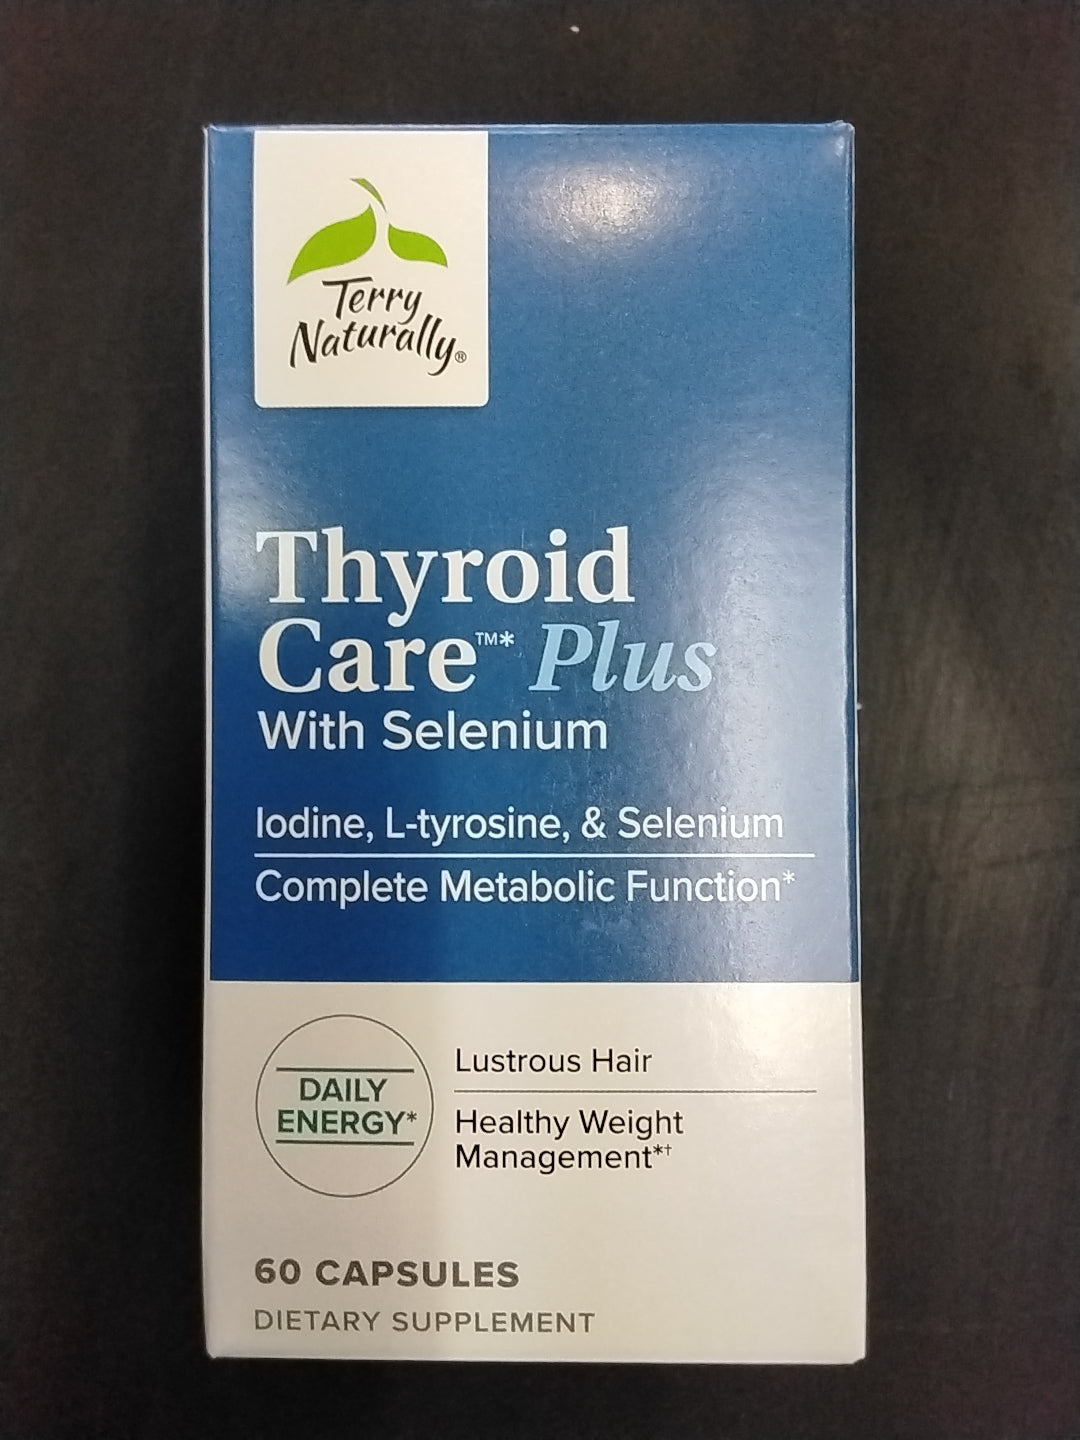 Terry
Naturally®
Thyroid
Care™* Plus
With Selenium
Iodine, L-tyrosine, & Selenium
Complete Metabolic Function*
DAILY
ENERGY*
Lustrous Hair
Healthy Weight
Management*†
60 CAPSULES
DIETARY SUPPLEMENT